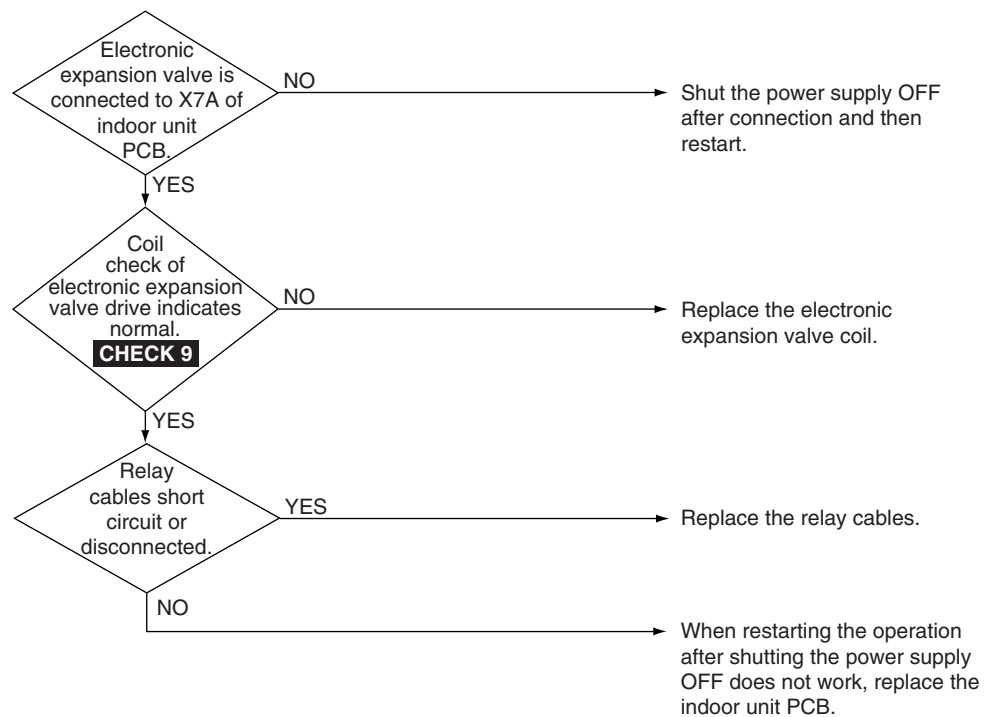 Electronic
expansion valve is
connected to X7A of
indoor unit
PCB.
NO
Shut the power supply OFF
after connection and then
restart.
YES
Coil
check of
electronic expansion
valve drive indicates
normal.
CHECK 9
NO
Replace the electronic
expansion valve coil.
YES
Relay
cables short
circuit or
disconnected.
YES
Replace the relay cables.
NO
When restarting the operation
after shutting the power supply
OFF does not work, replace the
indoor unit PCB.